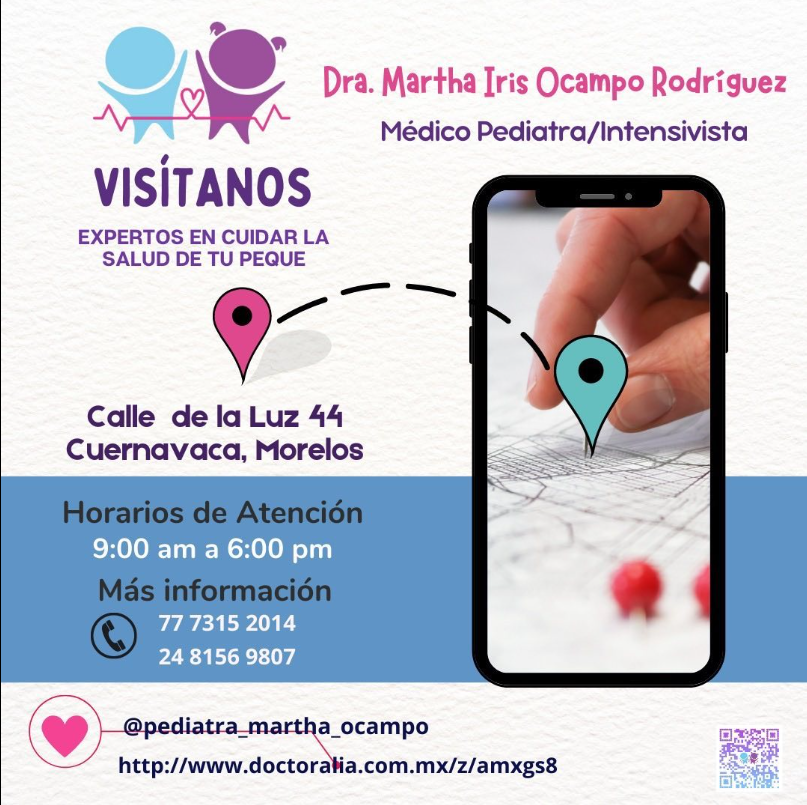 Dra. Martha Iris Ocampo Rodríguez
Médico Pediatra/Intensivista
VISÍTANOS
EXPERTOS EN CUIDAR LA
SALUD DE TU PEQUE
Calle de la Luz 44
Cuernavaca, Morelos
Horarios de Atención
9:00 am a 6:00 pm
Más información
77 7315 2014
24 8156 9807
@pediatra_martha_ocampo
http://www.doctoralia.com.mx/z/amxgs8